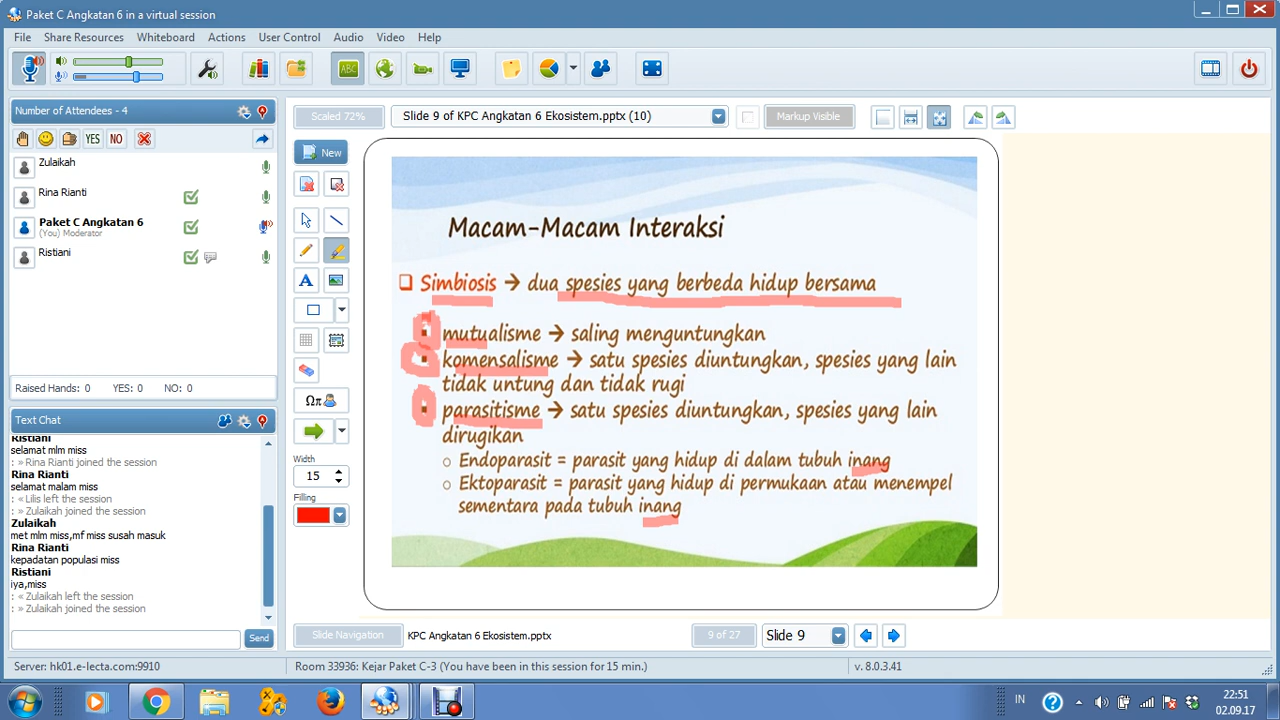 Paket C Angkatan 6 in a virtual session
File Share Resources Whiteboard Actions User Control Audio Video Help
ABC
Number of Attendees - 4
YES NO
Zulaikah
Rina Rianti
Paket C Angkatan 6
(You) Moderator
Ristiani
Raised Hands: 0 YES: 0 NO: 0
Text Chat
Ristiani
selamat mlm miss
: » Rina Rianti joined the session
Rina Rianti
selamat malam miss
: « Lilis left the session
: » Zulaikah joined the session
Zulaikah
met mlm miss,mf miss susah masuk
Rina Rianti
kepadatan populasi miss
Ristiani
iya,miss
: « Zulaikah left the session
: » Zulaikah joined the session
Send
Scaled 72% Slide 9 of KPC Angkatan 6 Ekosistem.pptx (10) Markup Visible
New
A
Ωπ
Width
15
Filling
Macam-Macam Interaksi
Simbiosis → dua spesies yang berbeda hidup bersama
mutualisme → saling menguntungkan
komensalisme → satu spesies diuntungkan, spesies yang lain
tidak untung dan tidak rugi
parasitisme → satu spesies diuntungkan, spesies yang lain
dirugikan
Endoparasit = parasit yang hidup di dalam tubuh inang
Ektoparasit = parasit yang hidup di permukaan atau menempel
sementara pada tubuh inang
Slide Navigation KPC Angkatan 6 Ekosistem.pptx 9 of 27 Slide 9
Server: hk01.e-lecta.com:9910 Room 33936: Kejar Paket C-3 (You have been in this session for 15 min.) v. 8.0.3.41
IN 22:51
02.09.17